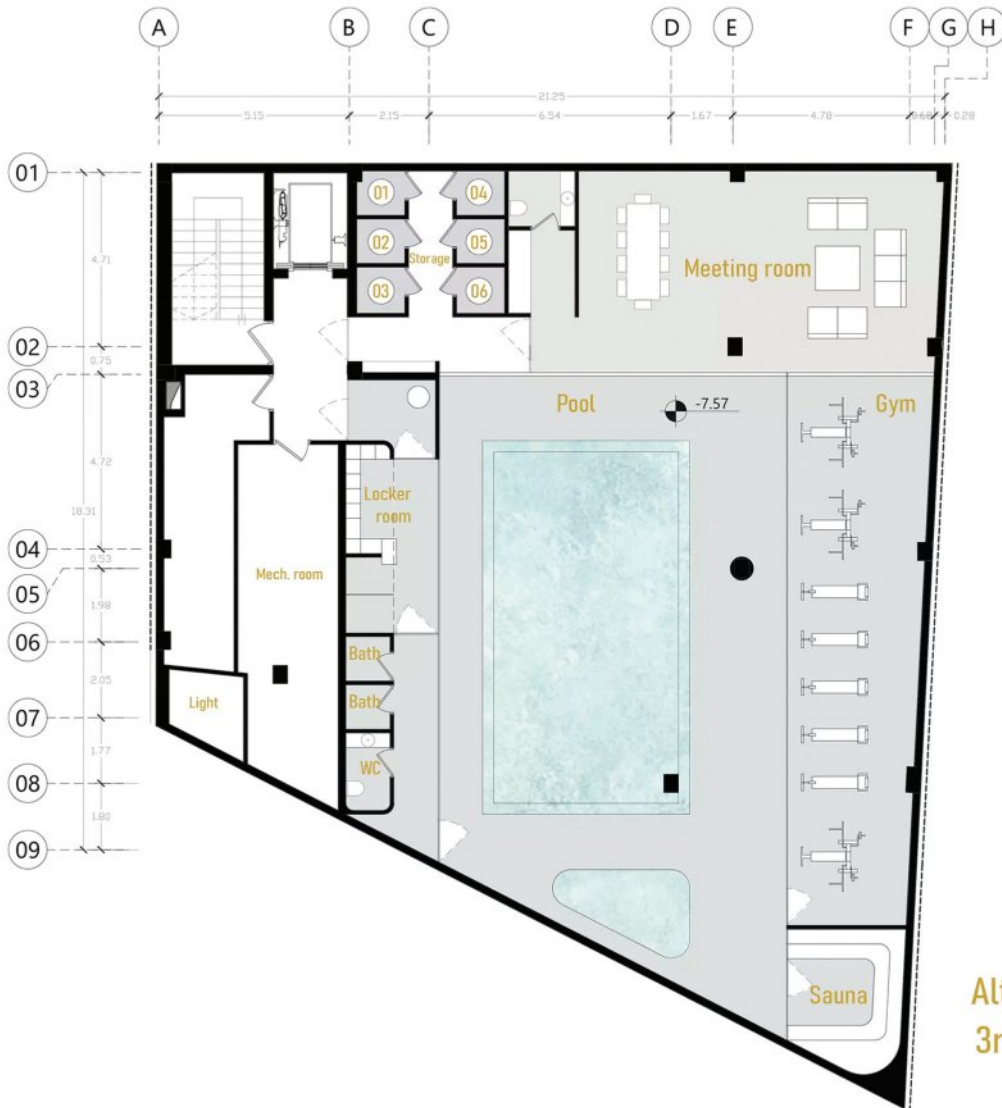 A B C D E F G H
21.25
5.15 2.15 6.54 1.67 4.78 0.68 0.28
01
02
03
04
05
06
07
08
09
4.71
0.75
4.72
18.31
0.53
1.98
2.05
1.77
1.80
01 04
02 05
Storage
03 06
Meeting room
Pool
-7.57
Gym
Locker
room
Mech. room
Bath
Bath
Light
WC
Sauna